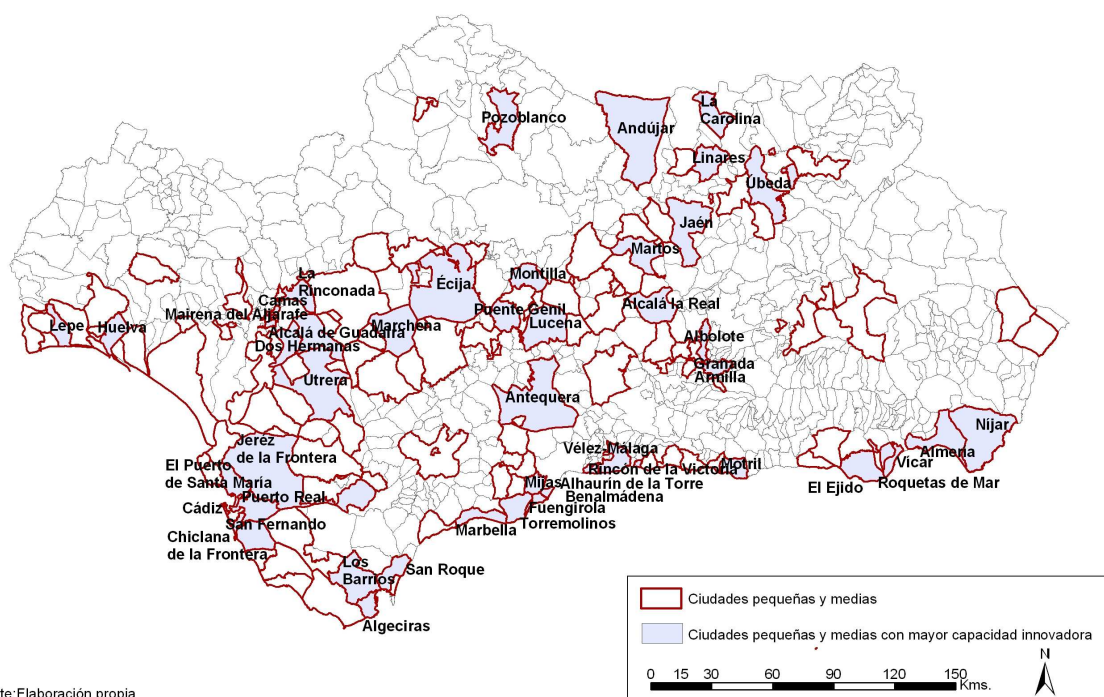 Pozoblanco
Andújar
La
Carolina
Linares
Úbeda
Jaén
Martos
La
Rinconada
Écija
Montilla
Camas
Mairena del Aljarafe
Lepe
Huelva
Alcalá de Guadaíra
Marchena
Puente Genil
Lucena
Alcalá la Real
Dos Hermanas
Albolote
Granada
Armilla
Utrera
Antequera
Jerez
de la Frontera
Vélez-Málaga
Rincón de la Victoria
Motril
Níjar
Almería
Vícar
El Puerto
de Santa María
Mijas
Alhaurín de la Torre
Roquetas de Mar
El Ejido
Puerto Real
Benalmádena
Cádiz
Fuengirola
San Fernando
Marbella
Torremolinos
Chiclana
de la Frontera
Los
Barrios
San Roque
Algeciras
Ciudades pequeñas y medias
Ciudades pequeñas y medias con mayor capacidad innovadora
0 15 30 60 90 120 150
Kms.
N
te:Elaboración propia